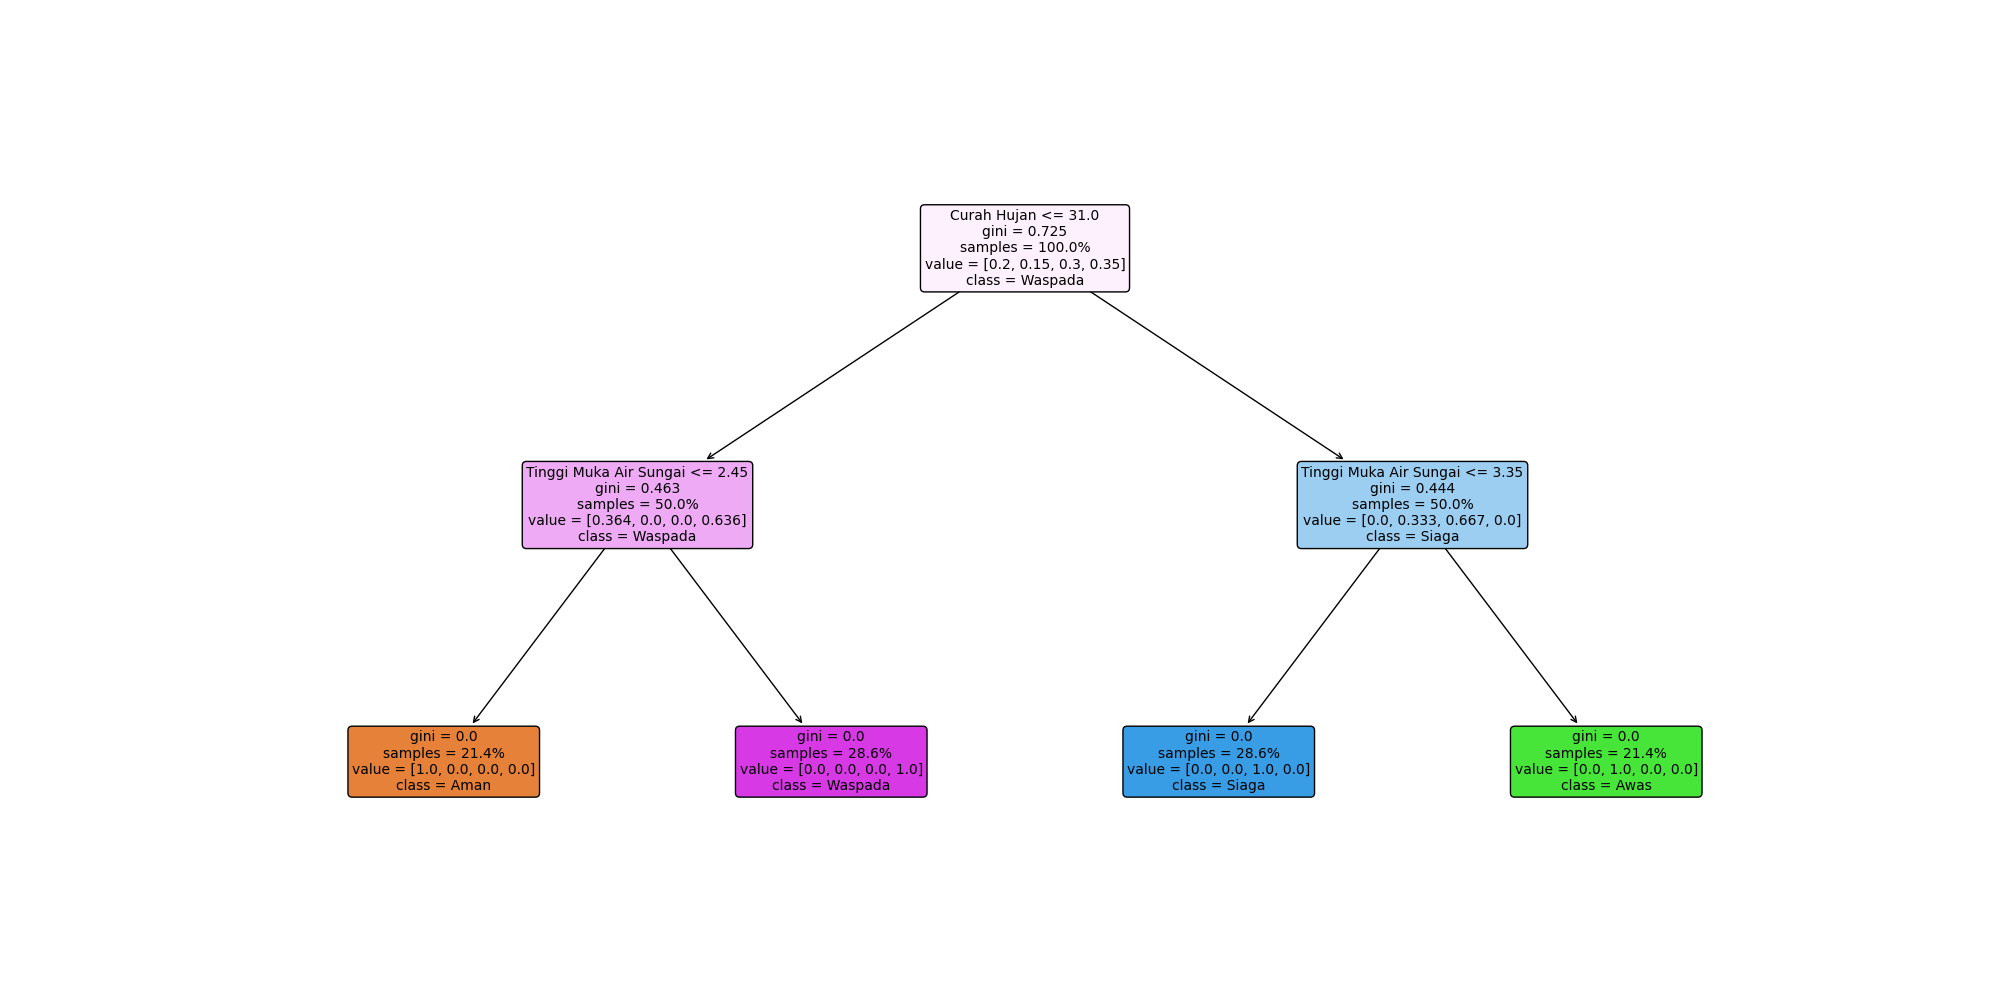 Curah Hujan <= 31.0
gini = 0.725
samples = 100.0%
value = [0.2, 0.15, 0.3, 0.35]
class = Waspada
Tinggi Muka Air Sungai <= 2.45
gini = 0.463
samples = 50.0%
value = [0.364, 0.0, 0.0, 0.636]
class = Waspada
Tinggi Muka Air Sungai <= 3.35
gini = 0.444
samples = 50.0%
value = [0.0, 0.333, 0.667, 0.0]
class = Siaga
gini = 0.0
samples = 21.4%
value = [1.0, 0.0, 0.0, 0.0]
class = Aman
gini = 0.0
samples = 28.6%
value = [0.0, 0.0, 0.0, 1.0]
class = Waspada
gini = 0.0
samples = 28.6%
value = [0.0, 0.0, 1.0, 0.0]
class = Siaga
gini = 0.0
samples = 21.4%
value = [0.0, 1.0, 0.0, 0.0]
class = Awas